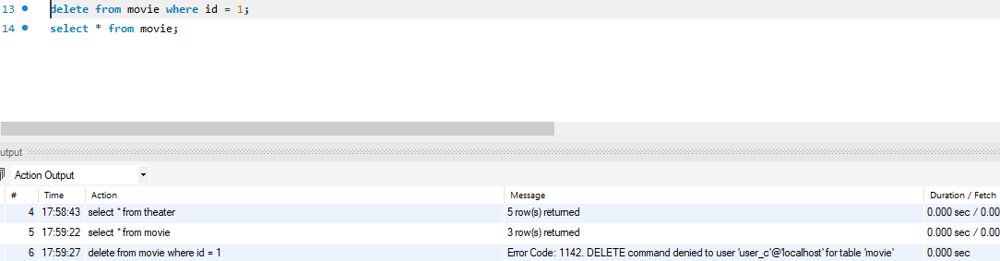 13 delete from movie where id = 1;
14 select * from movie;
utput
Action Output
# Time Action Message Duration / Fetch
4 17:58:43 select * from theater 5 row(s) returned 0.000 sec / 0.00
5 17:59:22 select * from movie 3 row(s) returned 0.000 sec / 0.00
6 17:59:27 delete from movie where id = 1 Error Code: 1142. DELETE command denied to user 'user_c'@'localhost' for table 'movie' 0.000 sec